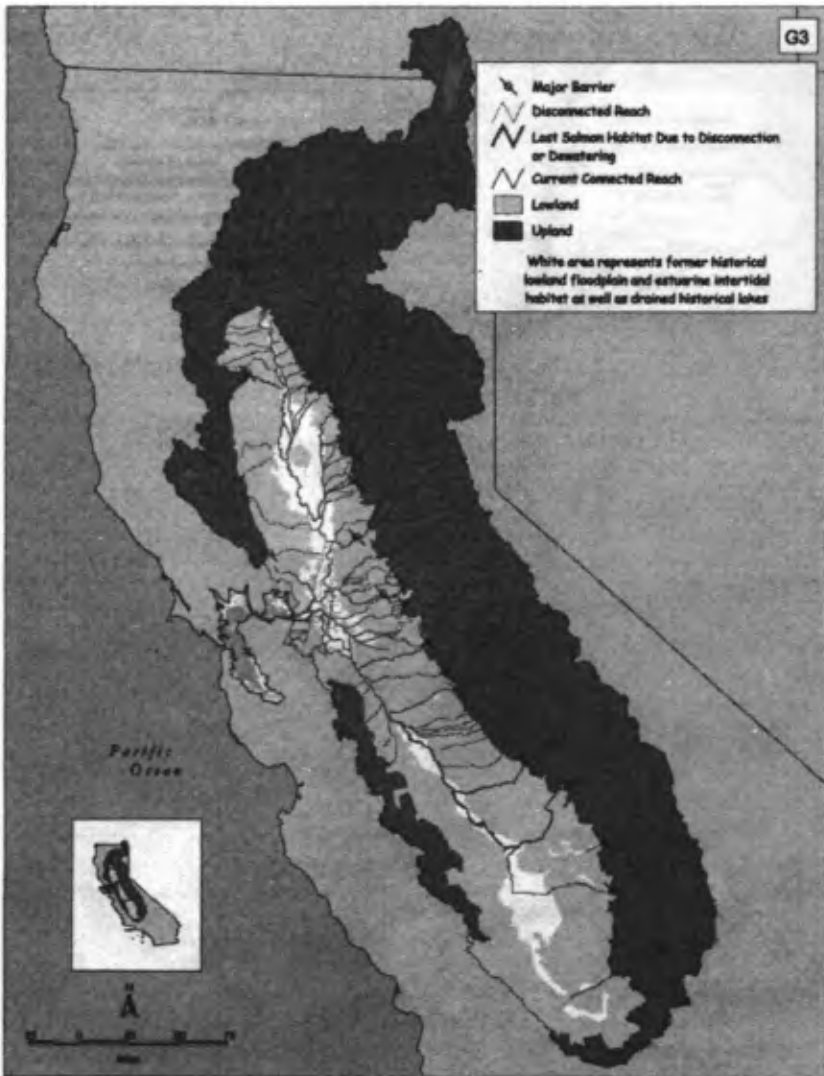 G3
Major Barrier
Disconnected Reach
Lost Salmon Habitat Due to Disconnection
or Dewatering
Current Connected Reach
Lowland
Upland
White area represents former historical
lowland floodplain and estuarine intertidal
habitat as well as drained historical lakes
Pacific
Ocean
N
0